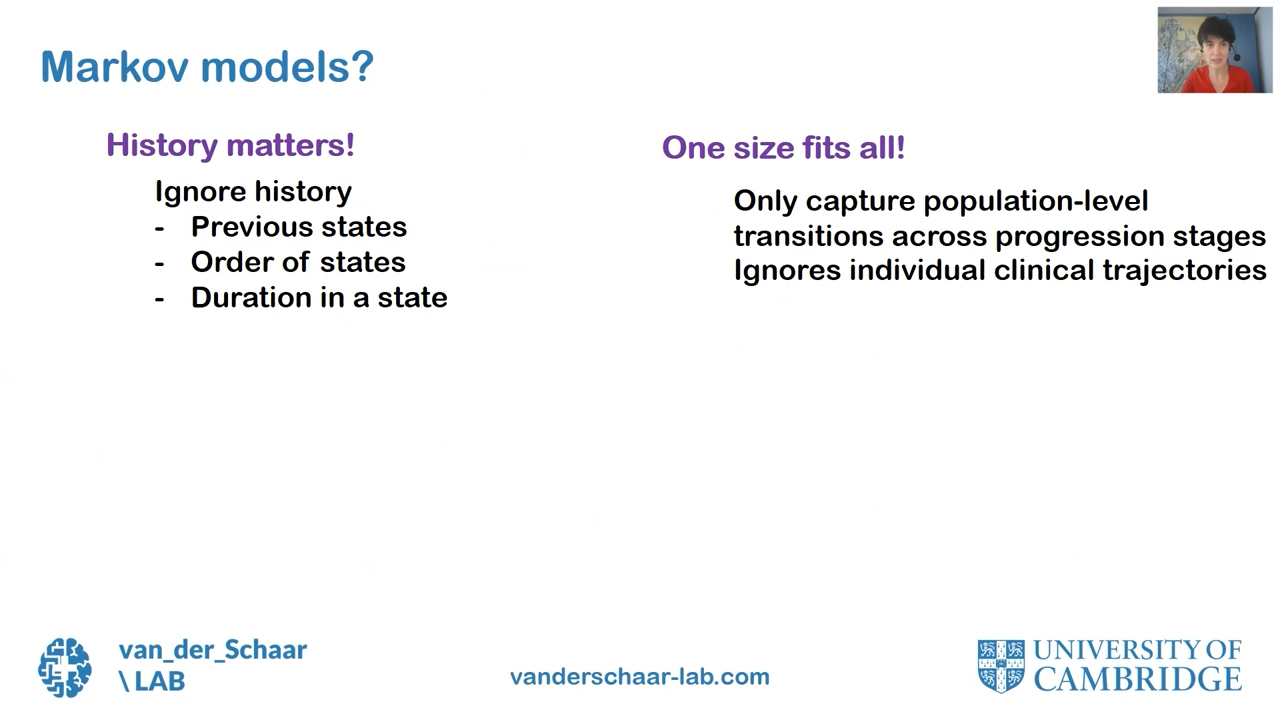 Markov models?
History matters!
Ignore history
- Previous states
- Order of states
- Duration in a state
One size fits all!
Only capture population-level
transitions across progression stages
Ignores individual clinical trajectories
van_der_Schaar
\ LAB
vanderschaar-lab.com
UNIVERSITY OF
CAMBRIDGE